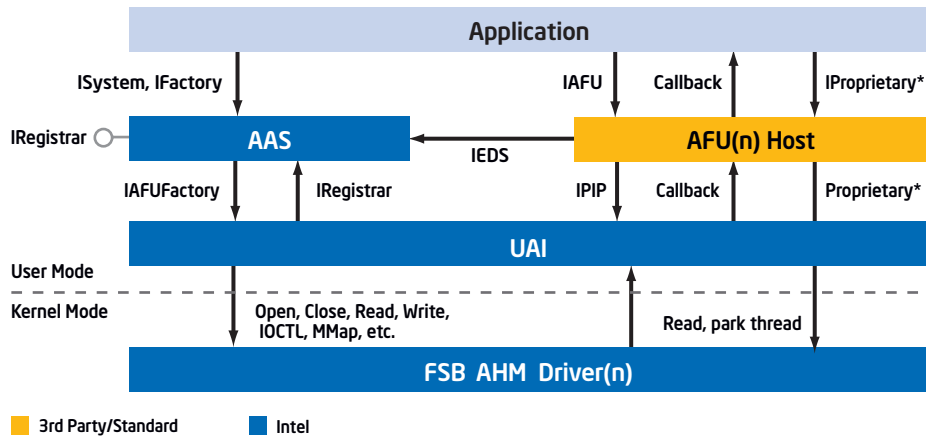 Application
ISystem, IFactory
IAFU
Callback
IProprietary*
IRegistrar
AAS
IEDS
AFU(n) Host
IAFUFactory
IRegistrar
IPIP
Callback
Proprietary*
UAI
User Mode
Kernel Mode
Open, Close, Read, Write,
IOCTL, MMap, etc.
Read, park thread
FSB AHM Driver(n)
3rd Party/Standard
Intel